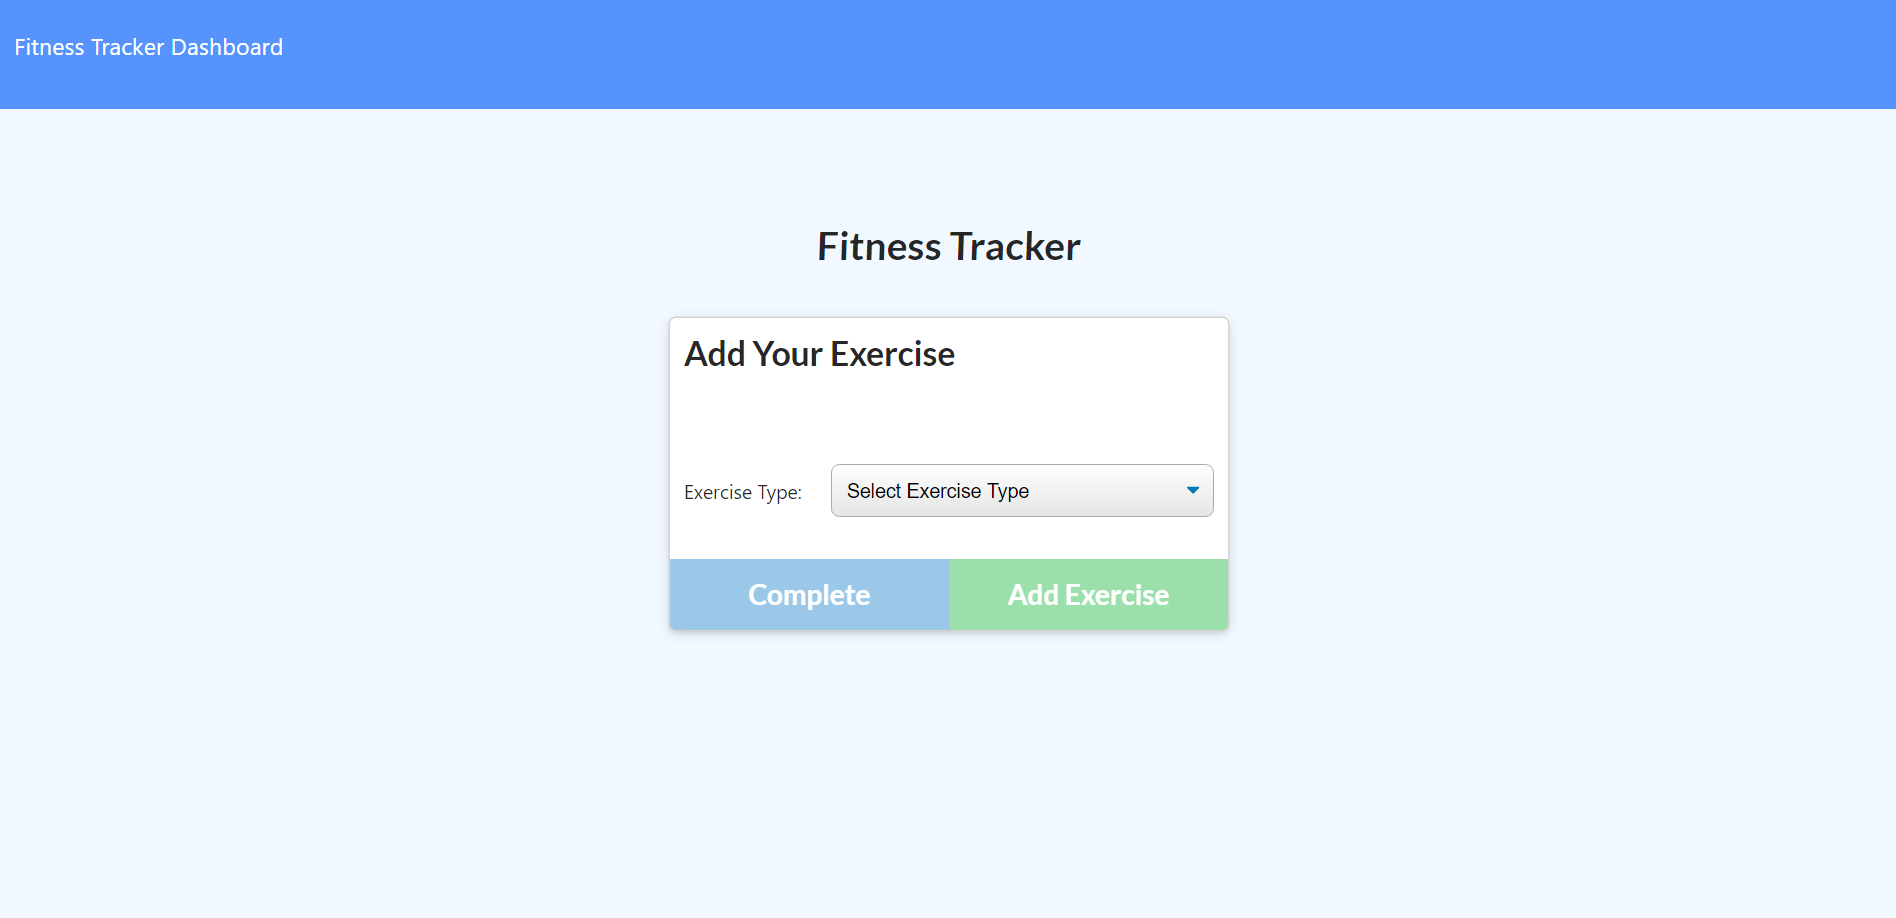 Fitness Tracker Dashboard
Fitness Tracker
Add Your Exercise
Exercise Type: Select Exercise Type
Complete Add Exercise